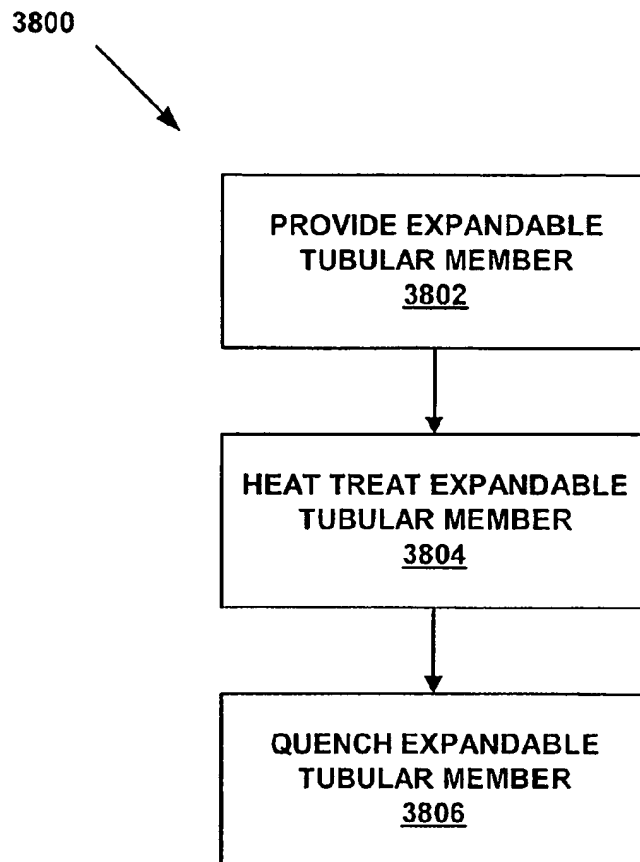 3800
PROVIDE EXPANDABLE
TUBULAR MEMBER
3802
HEAT TREAT EXPANDABLE
TUBULAR MEMBER
3804
QUENCH EXPANDABLE
TUBULAR MEMBER
3806